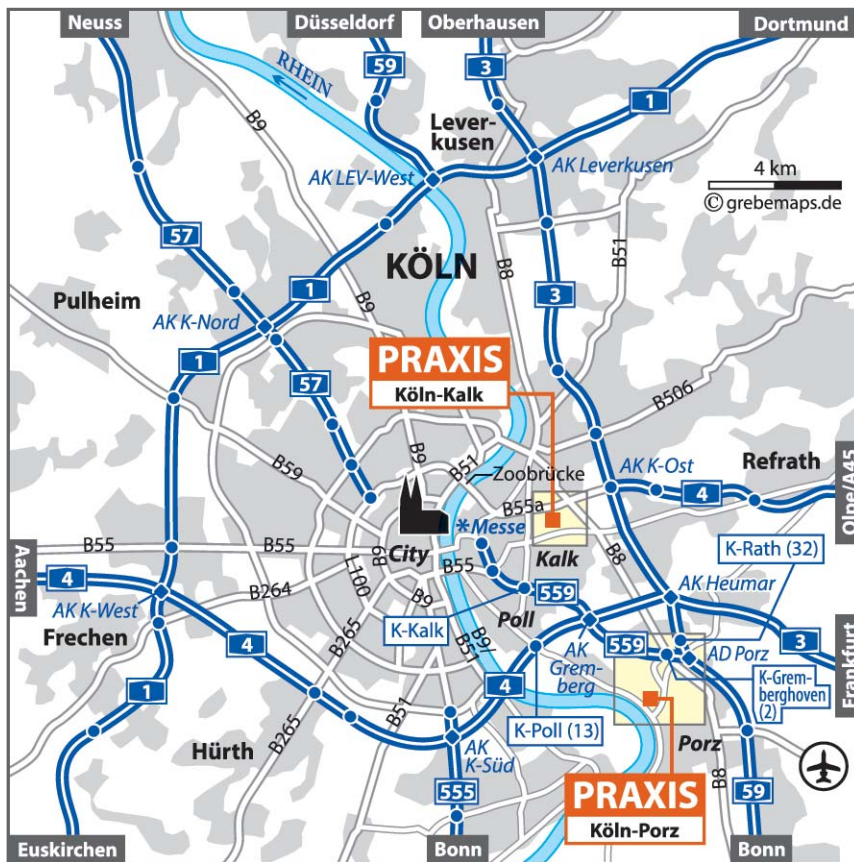 Neuss
Düsseldorf
Oberhausen
Dortmund
59
3
1
RHEIN
B9
Lever-
kusen
AK LEV-West
AK Leverkusen
4 km
© grebemaps.de
57
B8
B51
KÖLN
1
3
Pulheim
AK K-Nord
B9
1
57
PRAXIS
Köln-Kalk
B506
B59
B9
B51
Zoobrücke
AK K-Ost
Refrath
4
Olpe/A45
B55a
*Messe
Kalk
B8
K-Rath (32)
Aachen
B55
B55
L100
B9
City
B55
4
B264
B9
559
AK Heumar
AK K-West
K-Kalk
Poll
Frechen
B265
B9/
B51
AK
Grem-
berg
559
AD Porz
3
Frankfurt
4
4
K-Grem-
berghoven
(2)
1
B51
K-Poll (13)
Hürth
B265
AK
K-Süd
Porz
B8
555
PRAXIS
Köln-Porz
59
Euskirchen
Bonn
Bonn